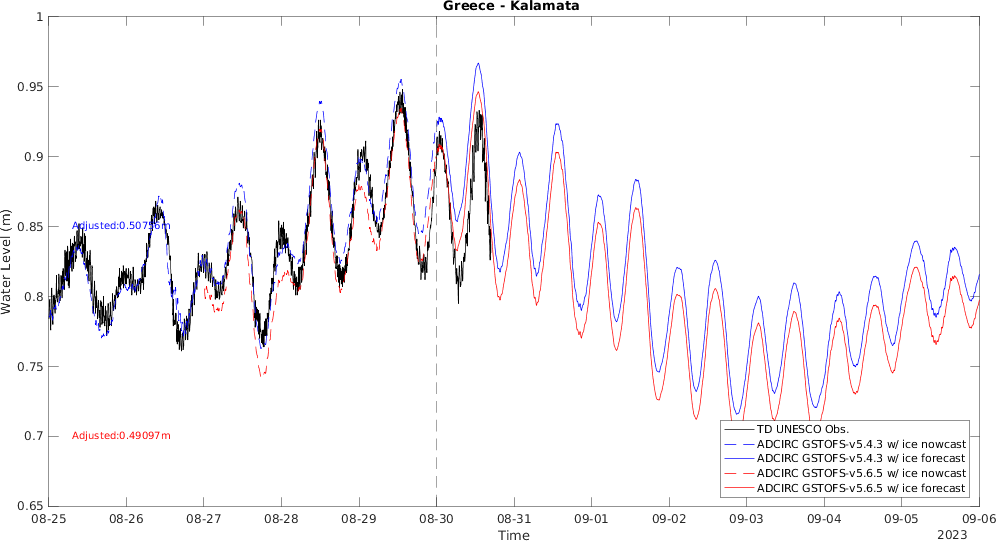 Greece - Kalamata
1
0.95
0.9
0.85
0.8
0.75
0.7
0.65
Water Level (m)
Adjusted:0.50756m
Adjusted:0.49097m
TD UNESCO Obs.
ADCIRC GSTOFS-v5.4.3 w/ ice nowcast
ADCIRC GSTOFS-v5.4.3 w/ ice forecast
ADCIRC GSTOFS-v5.6.5 w/ ice nowcast
ADCIRC GSTOFS-v5.6.5 w/ ice forecast
08-25 08-26 08-27 08-28 08-29 08-30 08-31 09-01 09-02 09-03 09-04 09-05 09-06
Time
2023